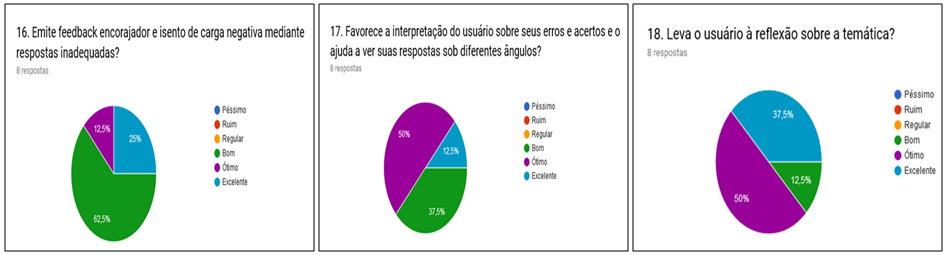 16. Emite feedback encorajador e isento de carga negativa mediante
respostas inadequadas?
8 respostas
12,5%
25%
62,5%
Péssimo
Ruim
Regular
Bom
Ótimo
Excelente
17. Favorece a interpretação do usuário sobre seus erros e acertos e o
ajuda a ver suas respostas sob diferentes ângulos?
8 respostas
50%
12,5%
37,5%
Péssimo
Ruim
Regular
Bom
Ótimo
Excelente
18. Leva o usuário à reflexão sobre a temática?
8 respostas
37,5%
12,5%
50%
Péssimo
Ruim
Regular
Bom
Ótimo
Excelente